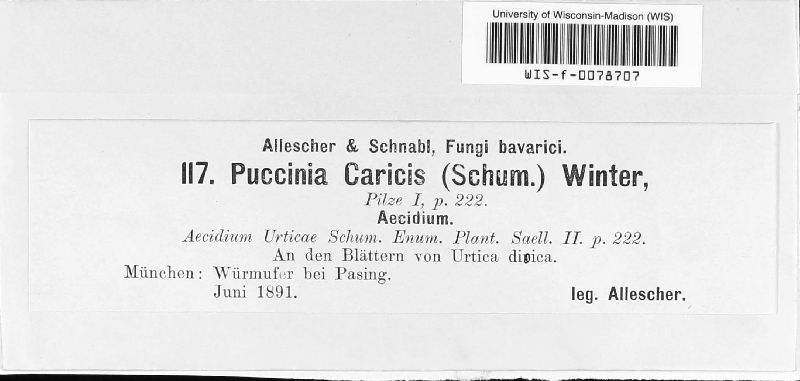 University of Wisconsin-Madison (WIS)
WIS-f-0078707
Allescher & Schnabl, Fungi bavarici.
117. Puccinia Caricis (Schum.) Winter,
Pilze I, p. 222.
Aecidium.
Aecidium Urticae Schum. Enum. Plant. Saell. II. p. 222.
An den Blättern von Urtica dioica.
München: Würmufer bei Pasing.
Juni 1891.
leg. Allescher.